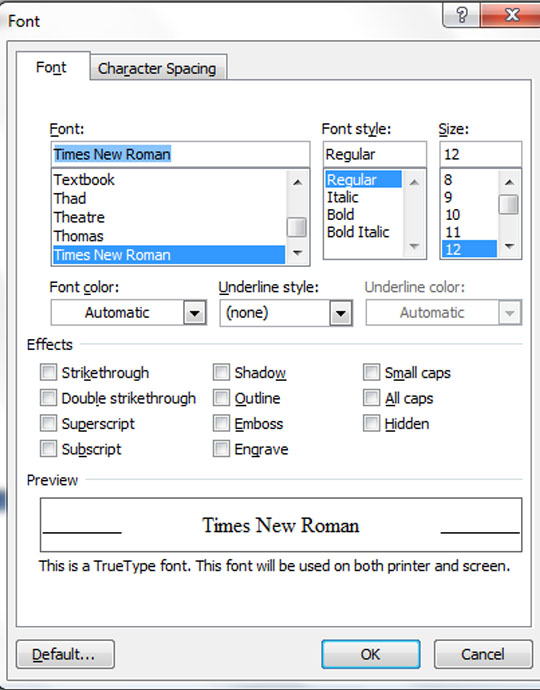 Font
Font Character Spacing
Font: Font style: Size:
Times New Roman Regular 12
Textbook Regular 8
Thad Italic 9
Theatre Bold 10
Thomas Bold Italic 11
Times New Roman 12
Font color: Underline style: Underline color:
Automatic (none) Automatic
Effects
Strikethrough Shadow Small caps
Double strikethrough Outline All caps
Superscript Emboss Hidden
Subscript Engrave
Preview
Times New Roman
This is a TrueType font. This font will be used on both printer and screen.
Default... OK Cancel